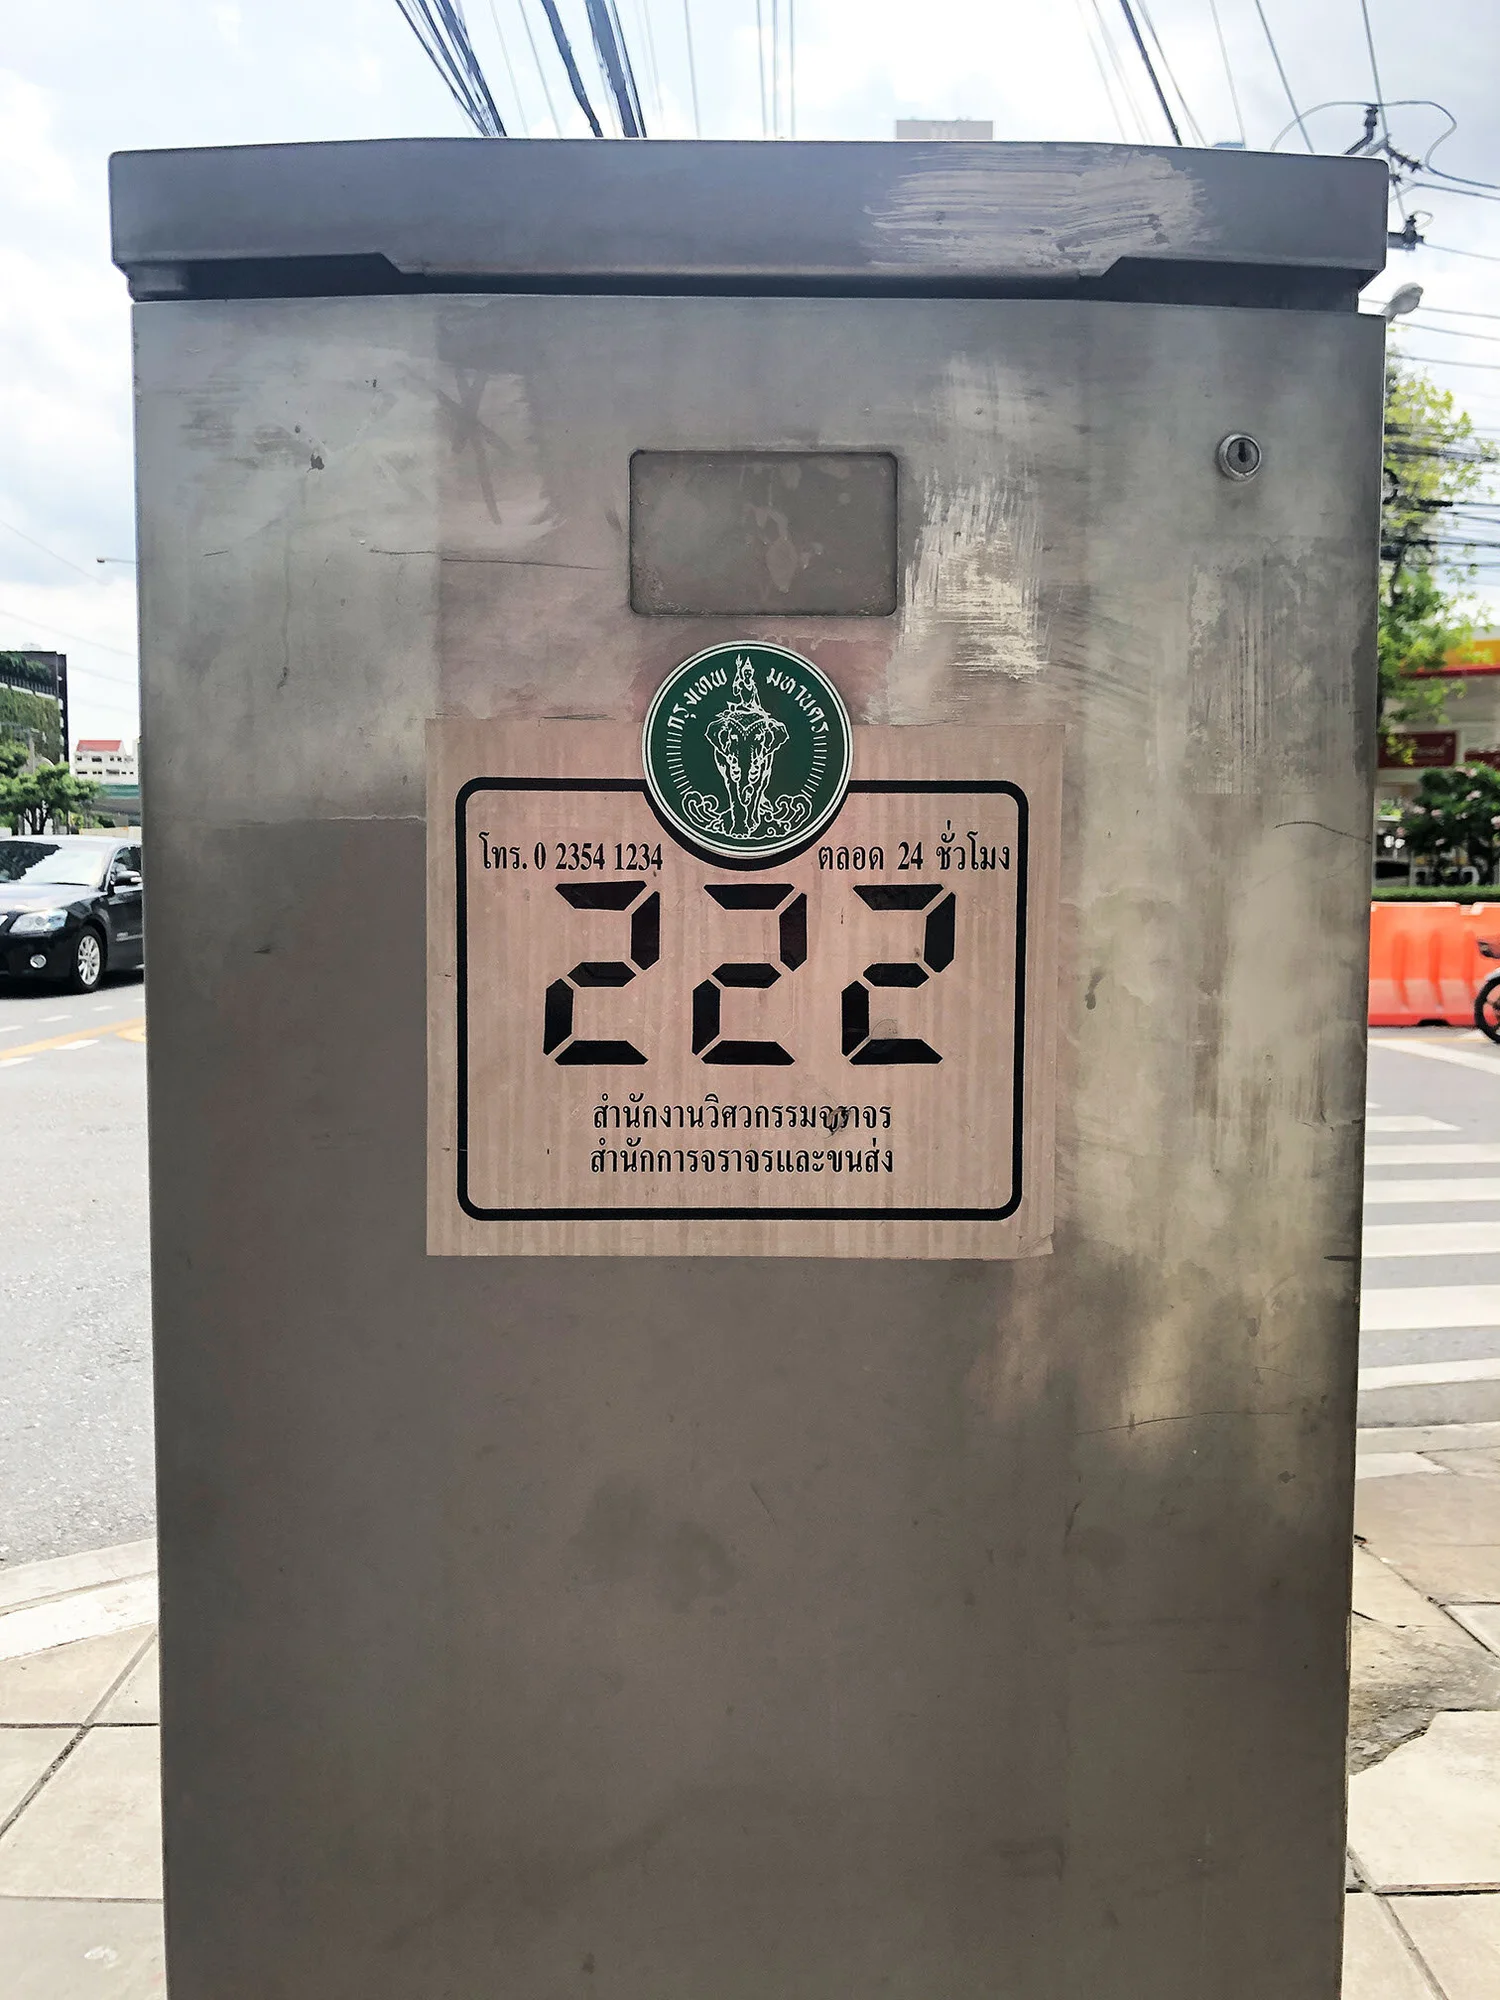 กรุงเทพมหานคร
โทร. 0 2354 1234 ตลอด 24 ชั่วโมง
222
สำนักงานวิศวกรรมจราจร
สำนักการจราจรและขนส่ง